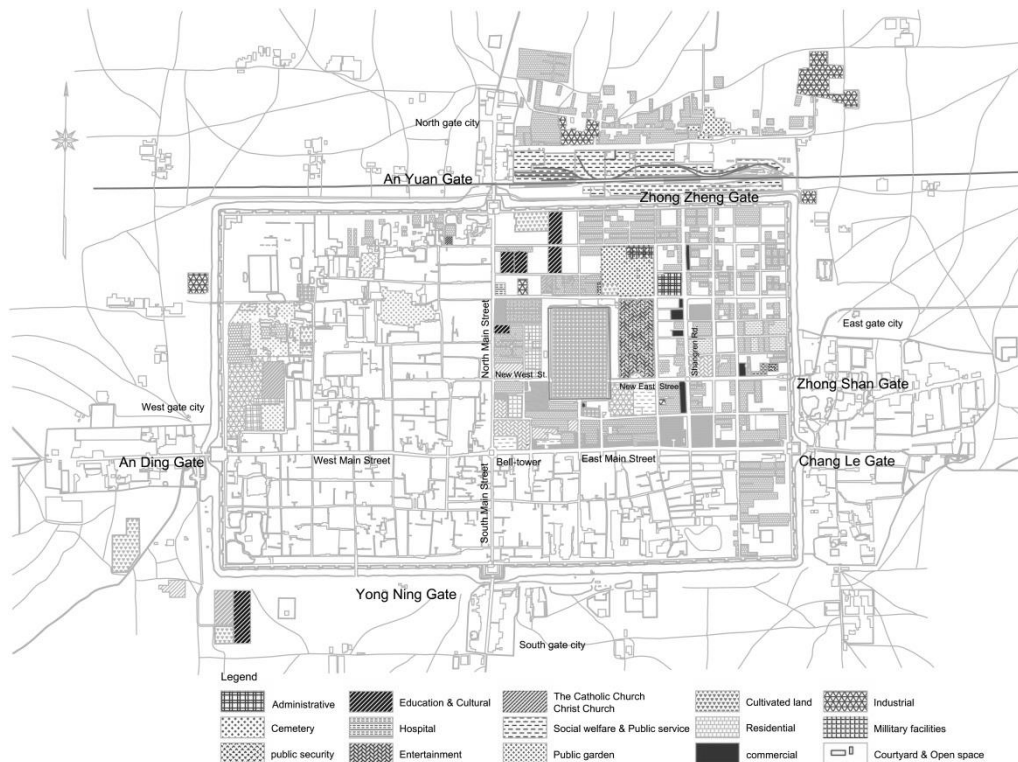 North gate city
An Yuan Gate
Zhong Zheng Gate
East gate city
North Main Street
Shangren Rd.
New West St.
New East Stree
Zhong Shan Gate
West gate city
An Ding Gate
West Main Street
Bell-tower
East Main Street
Chang Le Gate
South Main Street
Yong Ning Gate
South gate city
Legend
Administrative
Education & Cultural
The Catholic Church
Christ Church
Cultivated land
Industrial
Cemetery
Hospital
Social welfare & Public service
Residential
Millitary facilities
public security
Entertainment
Public garden
commercial
Courtyard & Open space